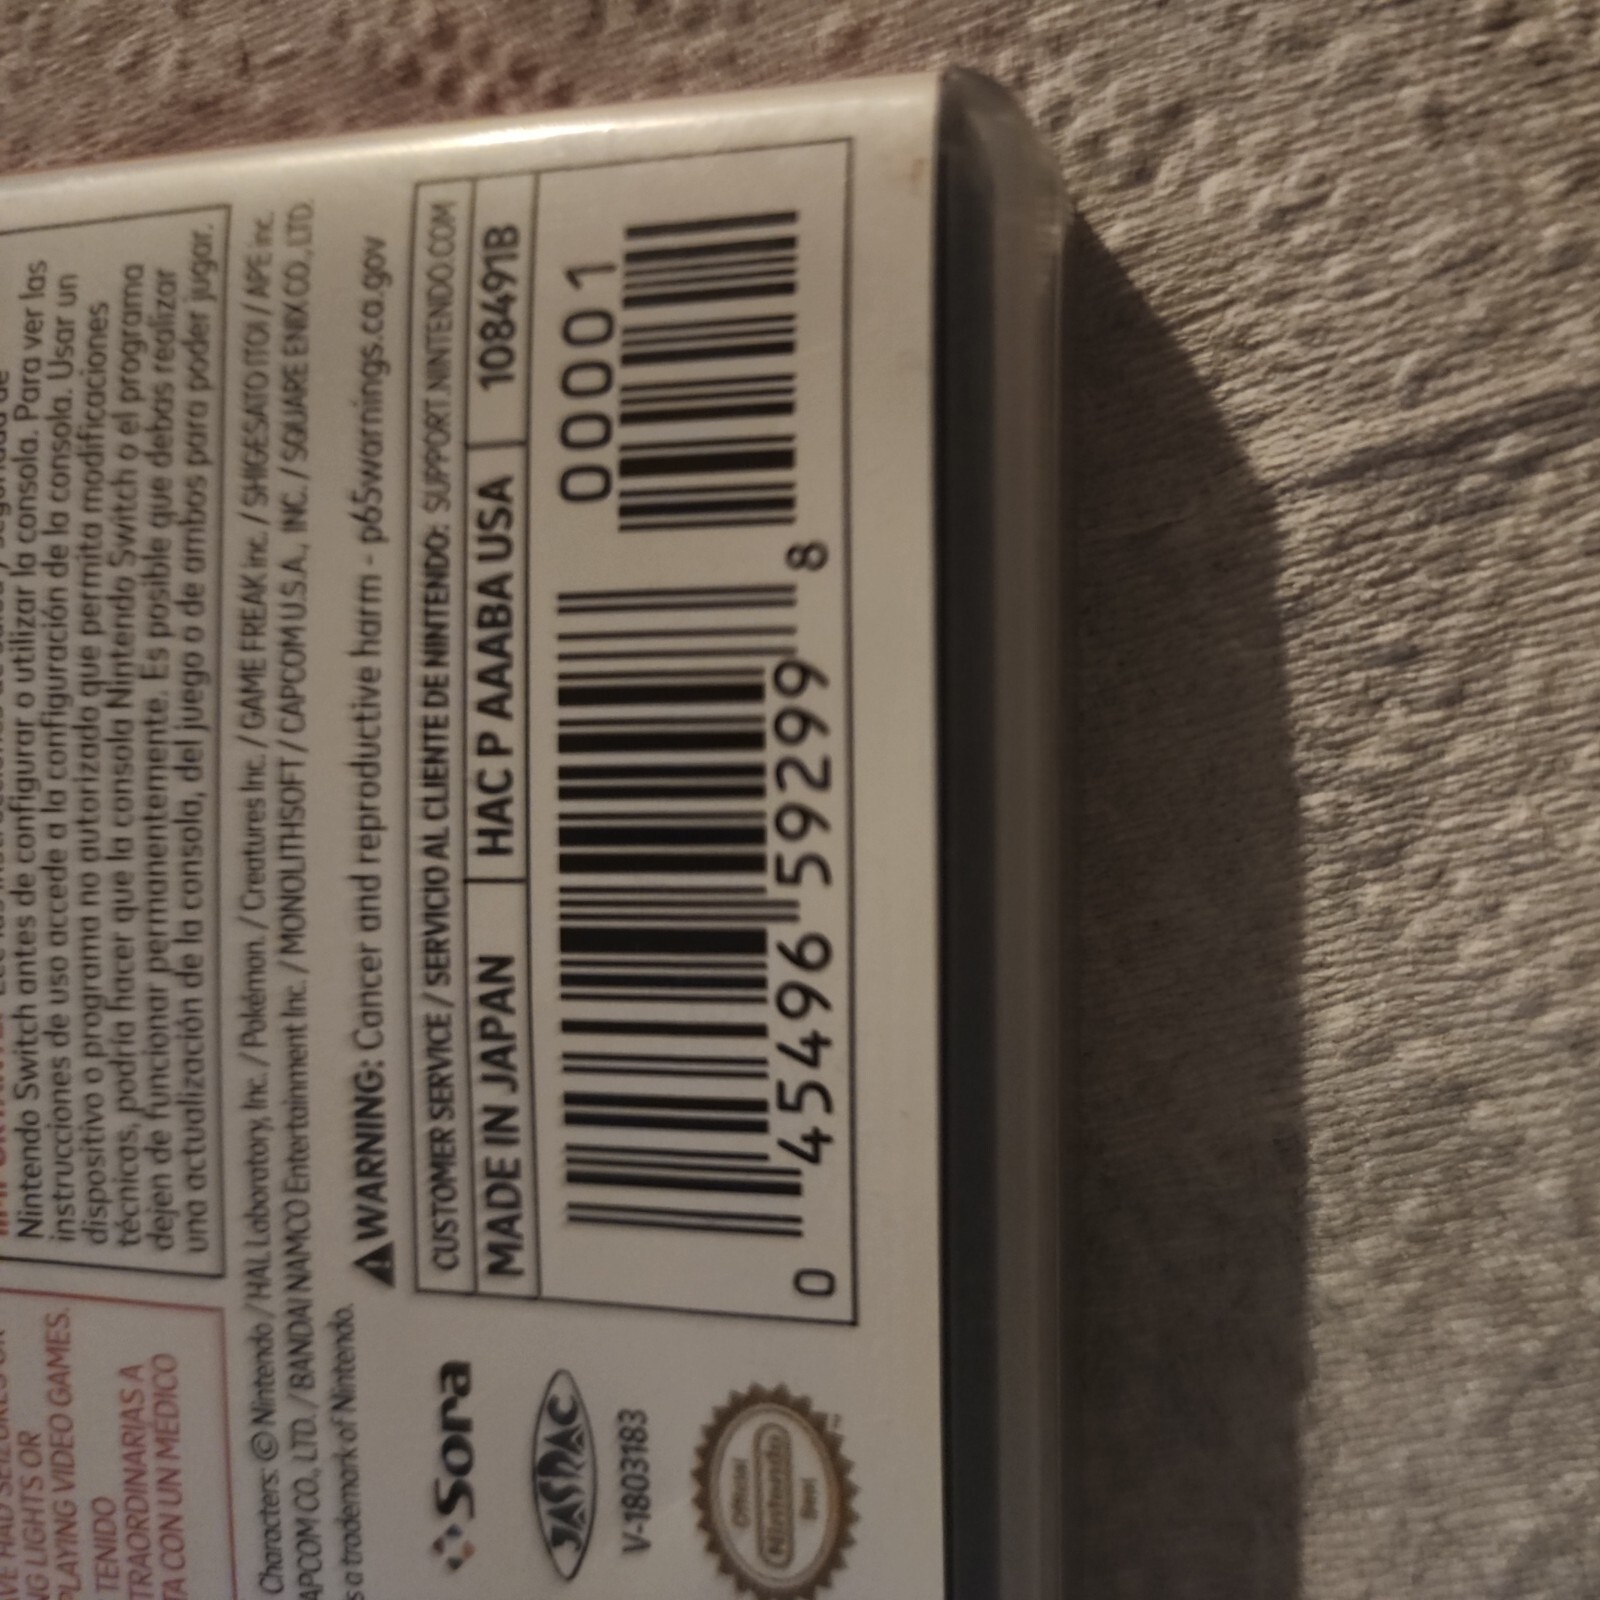 Nintendo Switch antes de configurar o utilizar la consola. Para ver las
instrucciones de uso accede a la configuración de la consola. Usar un
dispositivo o programa no autorizado que permita modificaciones
técnicas, podría hacer que la consola Nintendo Switch o el programa
dejen de funcionar permanentemente. Es posible que debas realizar
una actualización de la consola, del juego o de ambos para poder jugar.
NG LIGHTS OR
PLAYING VIDEO GAMES.
TENIDO
TRAORDINARIAS A
TA CON UN MÉDICO
Characters: © Nintendo / HAL Laboratory, Inc. / Pokémon. / Creatures Inc. / GAME FREAK inc. / SHIGESATO ITOI / APE inc.
APCOM CO., LTD. / BANDAI NAMCO Entertainment Inc. / MONOLITHSOFT / CAPCOM U.S.A., INC. / SQUARE ENIX CO., LTD.
s a trademark of Nintendo.
⚠WARNING: Cancer and reproductive harm - p65warnings.ca.gov
CUSTOMER SERVICE / SERVICIO AL CLIENTE DE NINTENDO: SUPPORT.NINTENDO.COM
MADE IN JAPAN HAC P AAABA USA 108491B
0001
0 45496 59299 8
Sora
JASRAC
V-1803183
Official
Nintendo
Seal
™